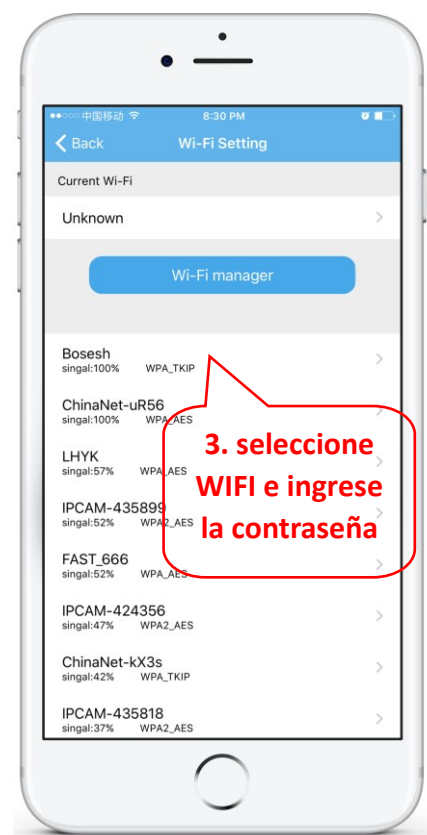 中国移动 8:30 PM
Back Wi-Fi Setting
Current Wi-Fi
Unknown
Wi-Fi manager
Bosesh
singal:100% WPA_TKIP
ChinaNet-uR56
singal:100% WPA_AES
3. seleccione
WIFI e ingrese
la contraseña
LHYK
singal:57% WPA_AES
IPCAM-435899
singal:52% WPA2_AES
FAST_666
singal:52% WPA_AES
IPCAM-424356
singal:47% WPA2_AES
ChinaNet-kX3s
singal:42% WPA_TKIP
IPCAM-435818
singal:37% WPA2_AES